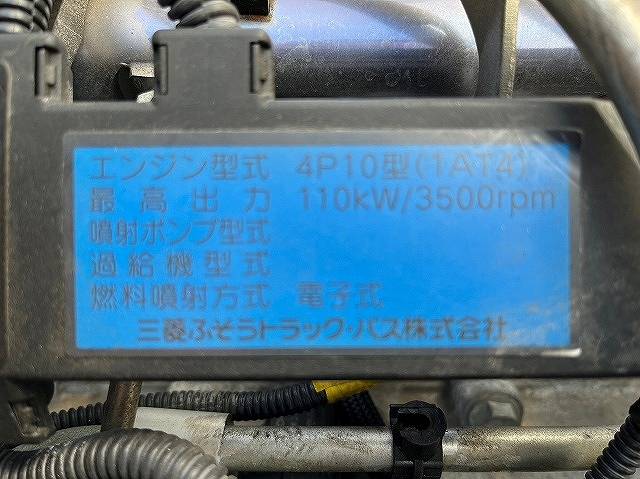 エンジン型式 4P10型(1AT4)
最高出力 110kW/3500rpm
噴射ポンプ型式
過給機型式
燃料噴射方式 電子式
三菱ふそうトラック・バス株式会社